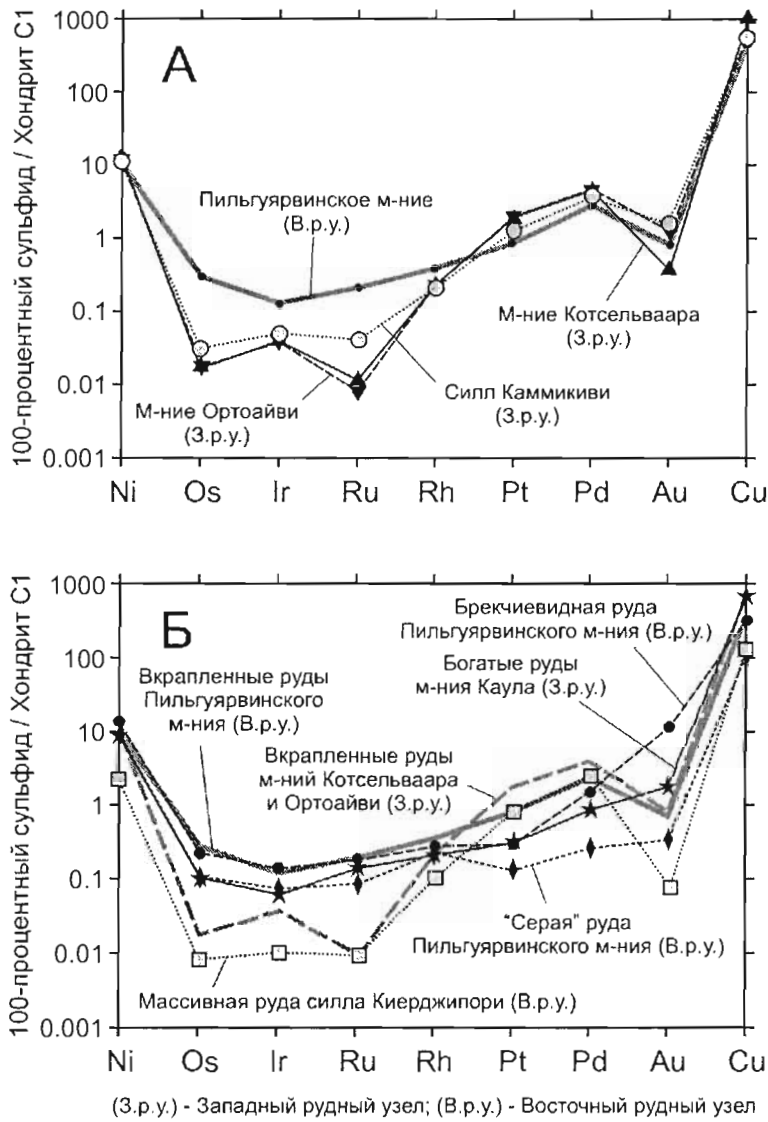 А
100-процентный сульфид / Хондрит С1
1000
100
10
1
0.1
0.01
0.001
Пильгуярвинское м-ние
(В.р.у.)
М-ние Котсельваара
(З.р.у.)
Силл Каммикиви
(З.р.у.)
М-ние Ортоайви
(З.р.у.)
Ni Os Ir Ru Rh Pt Pd Au Cu
Б
100-процентный сульфид / Хондрит С1
1000
100
10
1
0.1
0.01
0.001
Брекчиевидная руда
Пильгуярвинского м-ния (В.р.у.)
Богатые руды
м-ния Каула (З.р.у.)
Вкрапленные руды
Пильгуярвинского
м-ния (В.р.у.)
Вкрапленные руды
м-ний Котсельваара
и Ортоайви (З.р.у.)
"Серая" руда
Пильгуярвинского м-ния (В.р.у.)
Массивная руда силла Киерджипори (В.р.у.)
Ni Os Ir Ru Rh Pt Pd Au Cu
(З.р.у.) - Западный рудный узел; (В.р.у.) - Восточный рудный узел